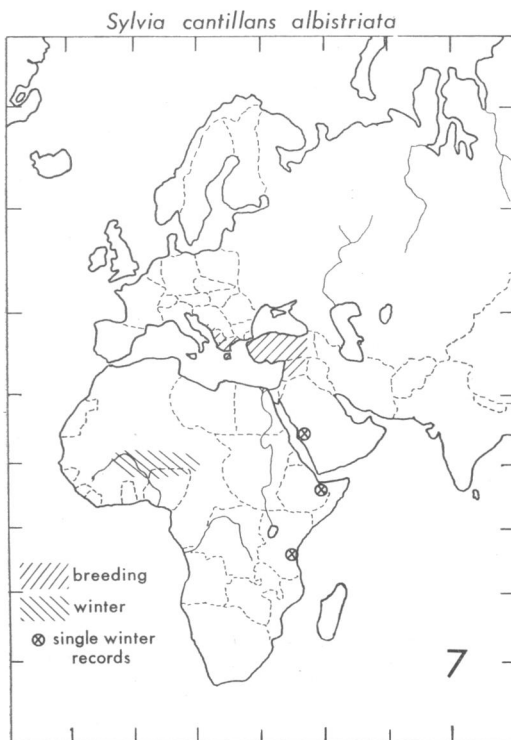 Sylvia cantillans albistriata
breeding
winter
single winter
records
7